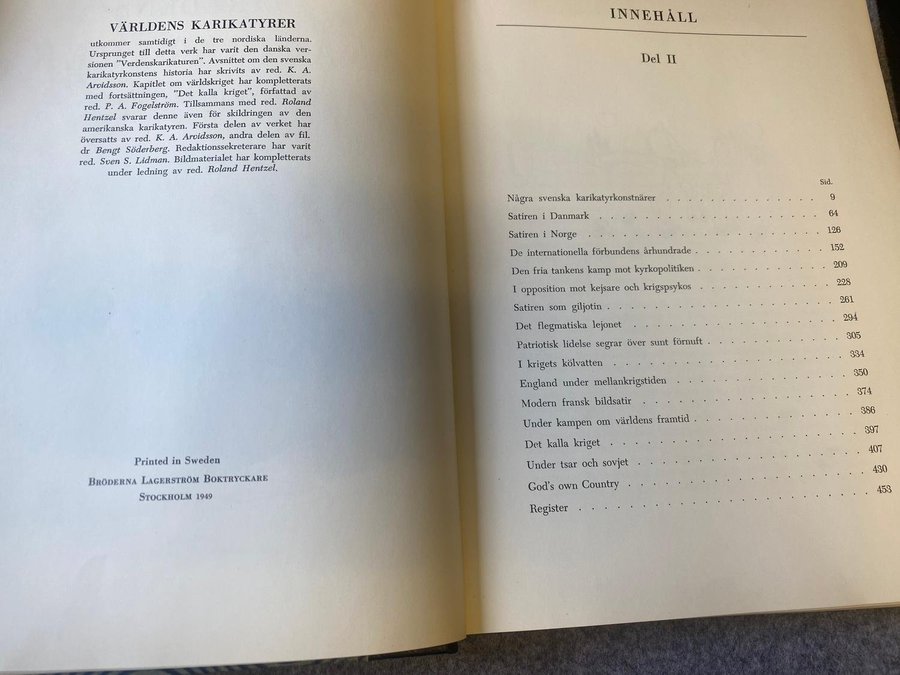 VÄRLDENS KARIKATYRER
utkommer samtidigt i de tre nordiska länderna.
Ursprunget till detta verk har varit den danska ver-
sionen "Verdenskarikaturen". Avsnittet om den svenska
karikatyrkonstens historia har skrivits av red. K. A.
Arvidsson. Kapitlet om världskriget har kompletterats
med fortsättningen, "Det kalla kriget", författad av
red. P. A. Fogelström. Tillsammans med red. Roland
Hentzel svarar denne även för skildringen av den
amerikanska karikatyren. Första delen av verket har
översatts av red. K. A. Arvidsson, andra delen av fil.
dr Bengt Söderberg. Redaktionssekreterare har varit
red. Sven S. Lidman. Bildmaterialet har kompletterats
under ledning av red. Roland Hentzel.
Printed in Sweden
BRÖDERNA LAGERSTRÖM BOKTRYCKARE
STOCKHOLM 1949
INNEHÅLL
Del II
Sid.
Några svenska karikatyrkonstnärer . . . . . . . . . . . 9
Satiren i Danmark . . . . . . . . . . . . . . . 64
Satiren i Norge . . . . . . . . . . . . . . . . 126
De internationella förbundens århundrade . . . . . . . . . 152
Den fria tankens kamp mot kyrkopolitiken . . . . . . . . . 209
I opposition mot kejsare och krigspsykos . . . . . . . . . 228
Satiren som giljotin . . . . . . . . . . . . . . . 261
Det flegmatiska lejonet . . . . . . . . . . . . . . 294
Patriotisk lidelse segrar över sunt förnuft . . . . . . . . . 305
I krigets kölvatten . . . . . . . . . . . . . . . 334
England under mellankrigstiden . . . . . . . . . . . . 350
Modern fransk bildsatir . . . . . . . . . . . . . . 374
Under kampen om världens framtid . . . . . . . . . . . 386
Det kalla kriget . . . . . . . . . . . . . . . . 397
Under tsar och sovjet . . . . . . . . . . . . . . 407
God's own Country . . . . . . . . . . . . . . . 430
Register . . . . . . . . . . . . . . . . . . 453